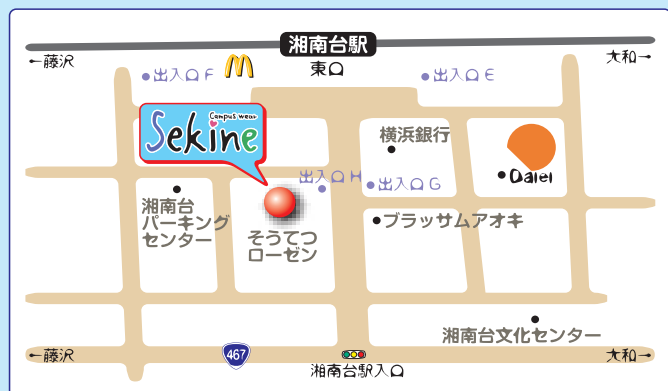 湘南台駅
←藤沢
大和→
東口
出入口 F
出入口 E
Campus wear
Sekine
横浜銀行
Daiei
出入口 H
出入口 G
湘南台
パーキング
センター
そうてつ
ローゼン
ブラッサムアオキ
湘南台文化センター
←藤沢
467
湘南台駅入口
大和→